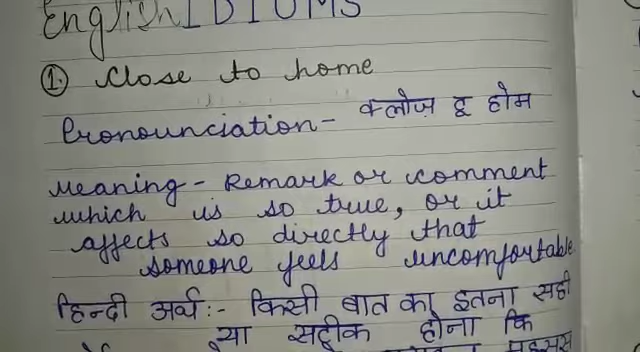 English IDIOMS
① Close to home
Pronounciation - क्लोज़ टू होम
Meaning - Remark or comment
which is so true, or it
affects so directly that
someone feels uncomfortable.
हिन्दी अर्थ:- किसी बात का इतना सही
या सटीक होना कि